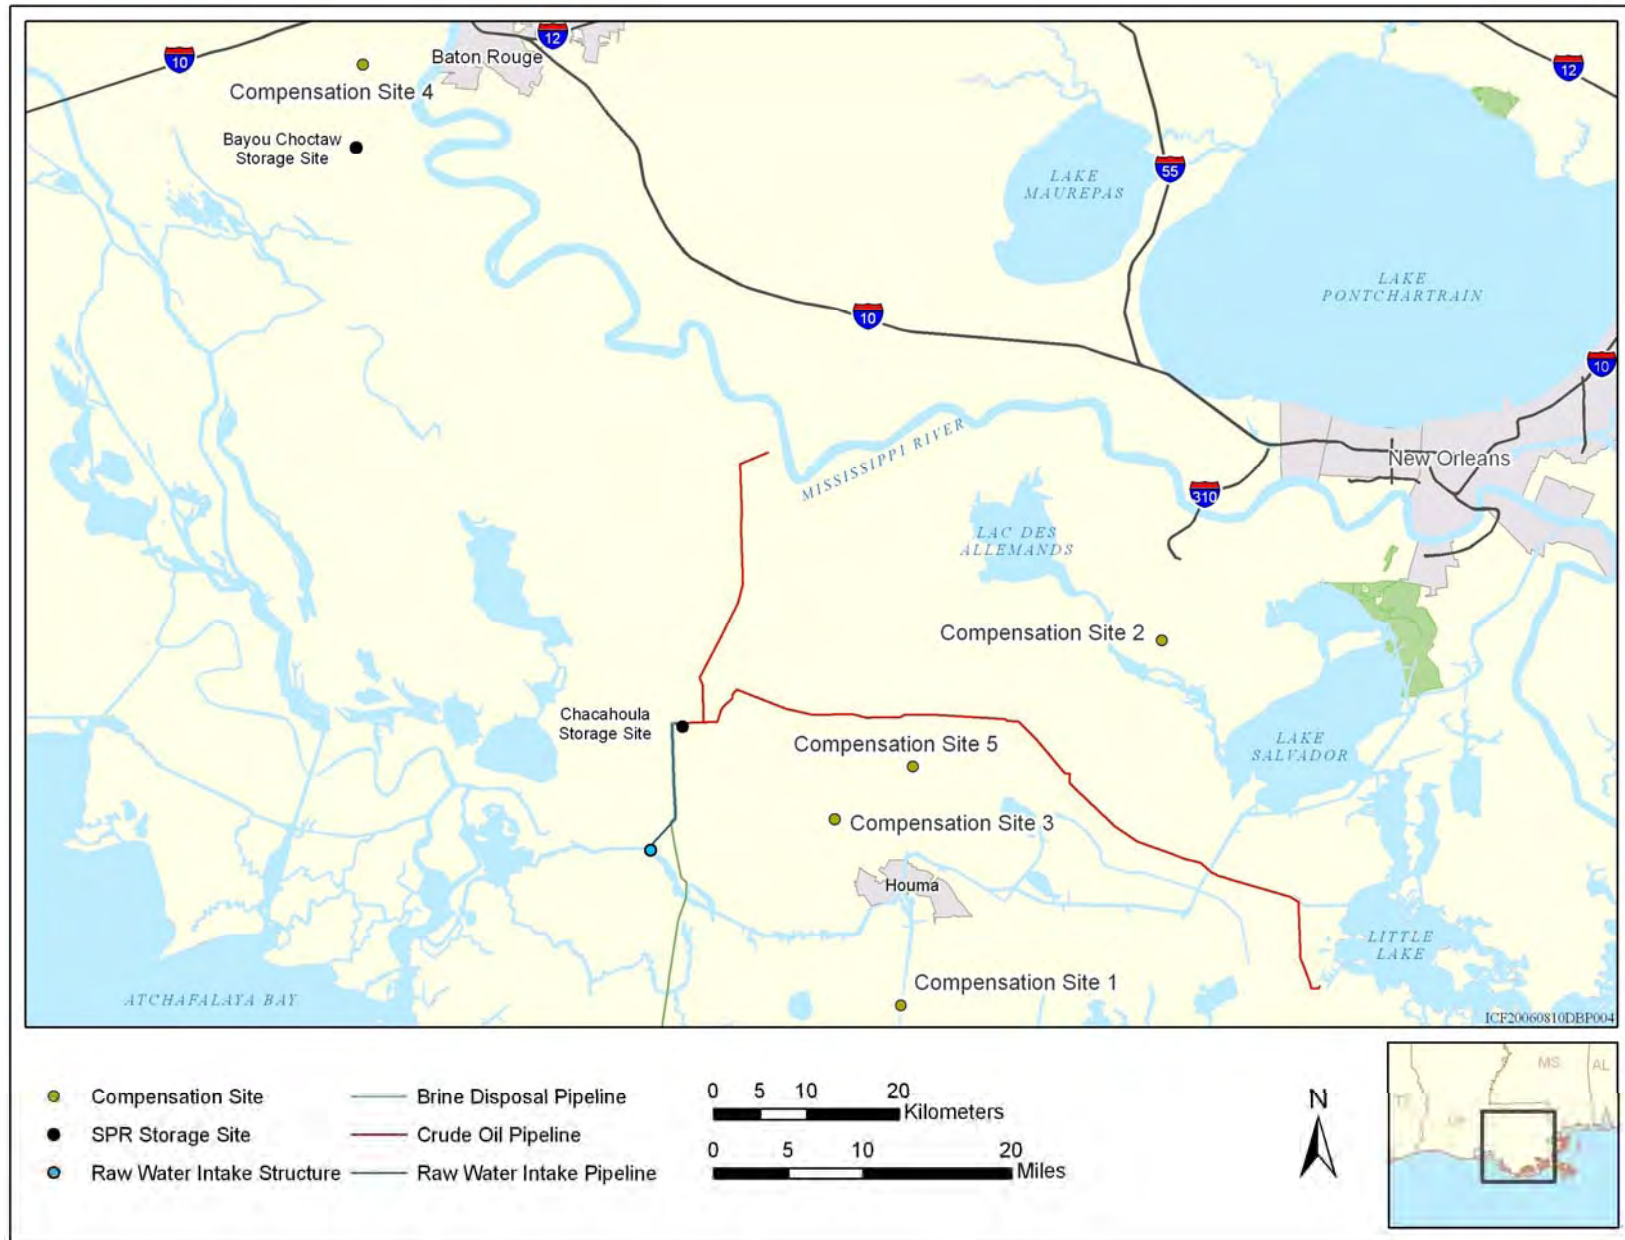 12
10
Baton Rouge
12
Compensation Site 4
Bayou Choctaw
Storage Site
55
LAKE
MAUREPAS
LAKE
PONTCHARTRAIN
10
10
MISSISSIPPI RIVER
New Orleans
310
LAC DES
ALLEMANDS
Compensation Site 2
Chacahoula
Storage Site
Compensation Site 5
LAKE
SALVADOR
Compensation Site 3
Houma
LITTLE
LAKE
Compensation Site 1
ATCHAFALAYA BAY
ICF20060810DBP004
Compensation Site
SPR Storage Site
Raw Water Intake Structure
Brine Disposal Pipeline
Crude Oil Pipeline
Raw Water Intake Pipeline
0 5 10 20
Kilometers
0 5 10 20
Miles
N
MS
AL